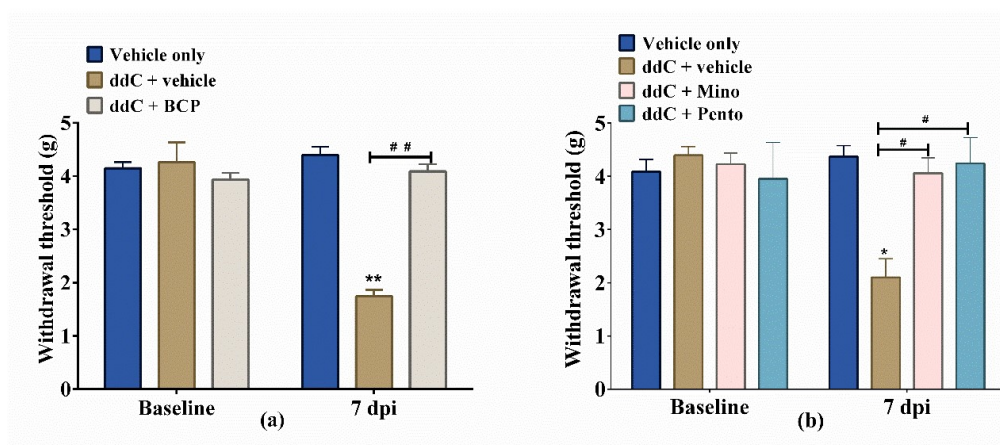 Vehicle only
ddC + vehicle
ddC + BCP
Withdrawal threshold (g)
5
4
3
2
1
0
# #
**
Baseline
7 dpi
(a)
Vehicle only
ddC + vehicle
ddC + Mino
ddC + Pento
Withdrawal threshold (g)
5
4
3
2
1
0
#
#
*
Baseline
7 dpi
(b)